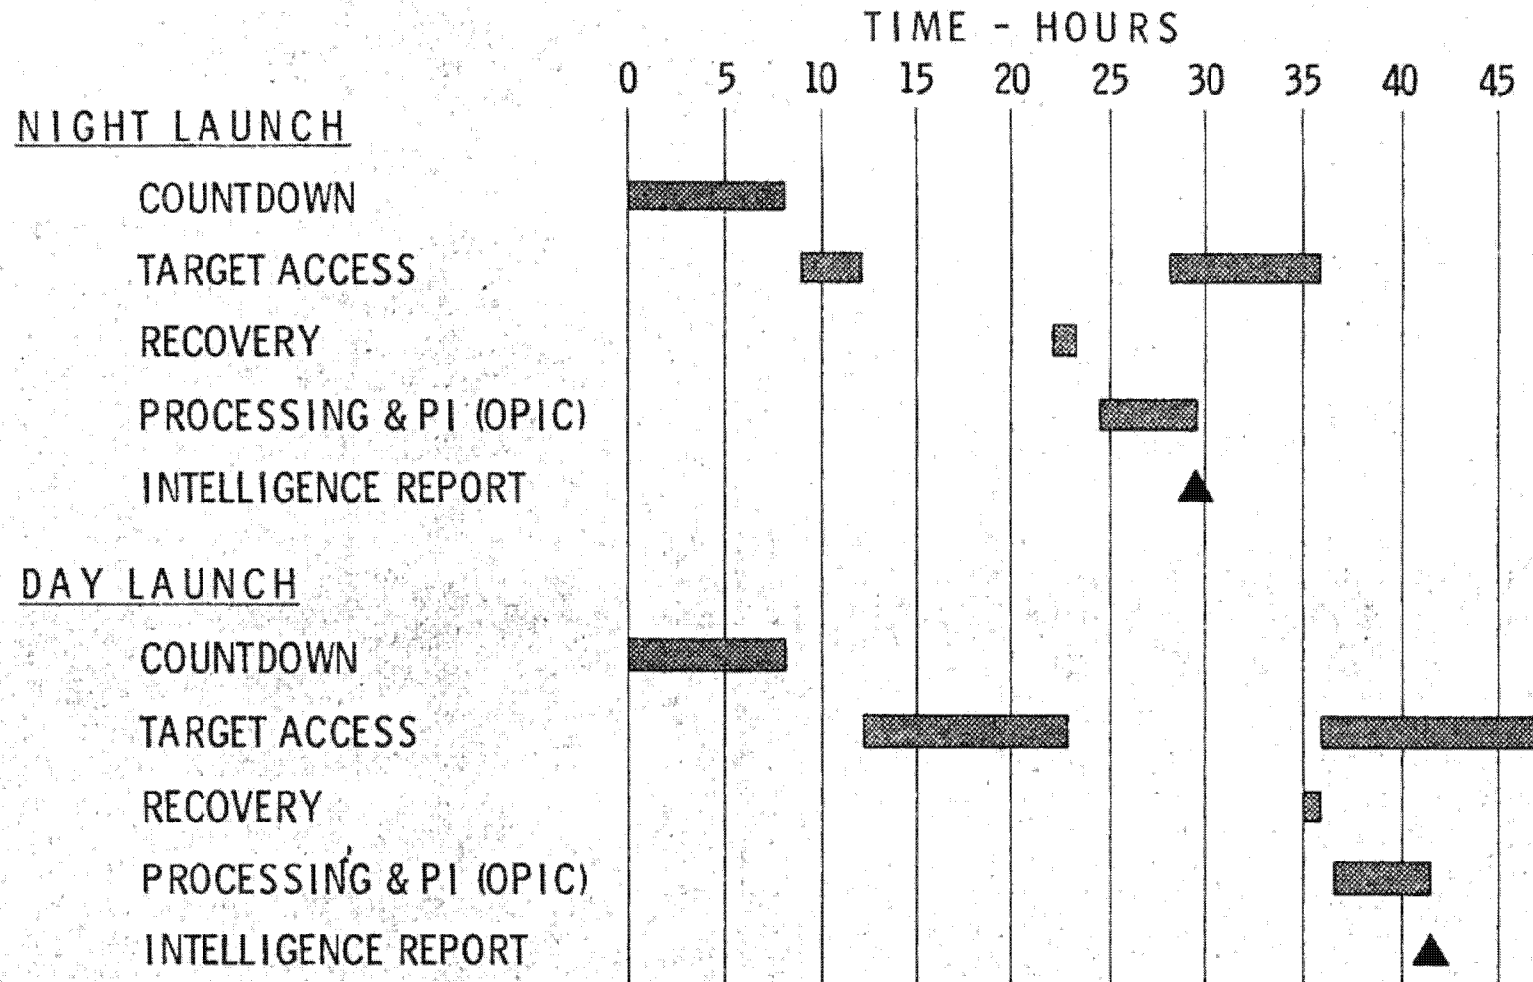 TIME - HOURS
0 5 10 15 20 25 30 35 40 45
NIGHT LAUNCH
COUNTDOWN
TARGET ACCESS
RECOVERY
PROCESSING & PI (OPIC)
INTELLIGENCE REPORT
DAY LAUNCH
COUNTDOWN
TARGET ACCESS
RECOVERY
PROCESSING & PI (OPIC)
INTELLIGENCE REPORT